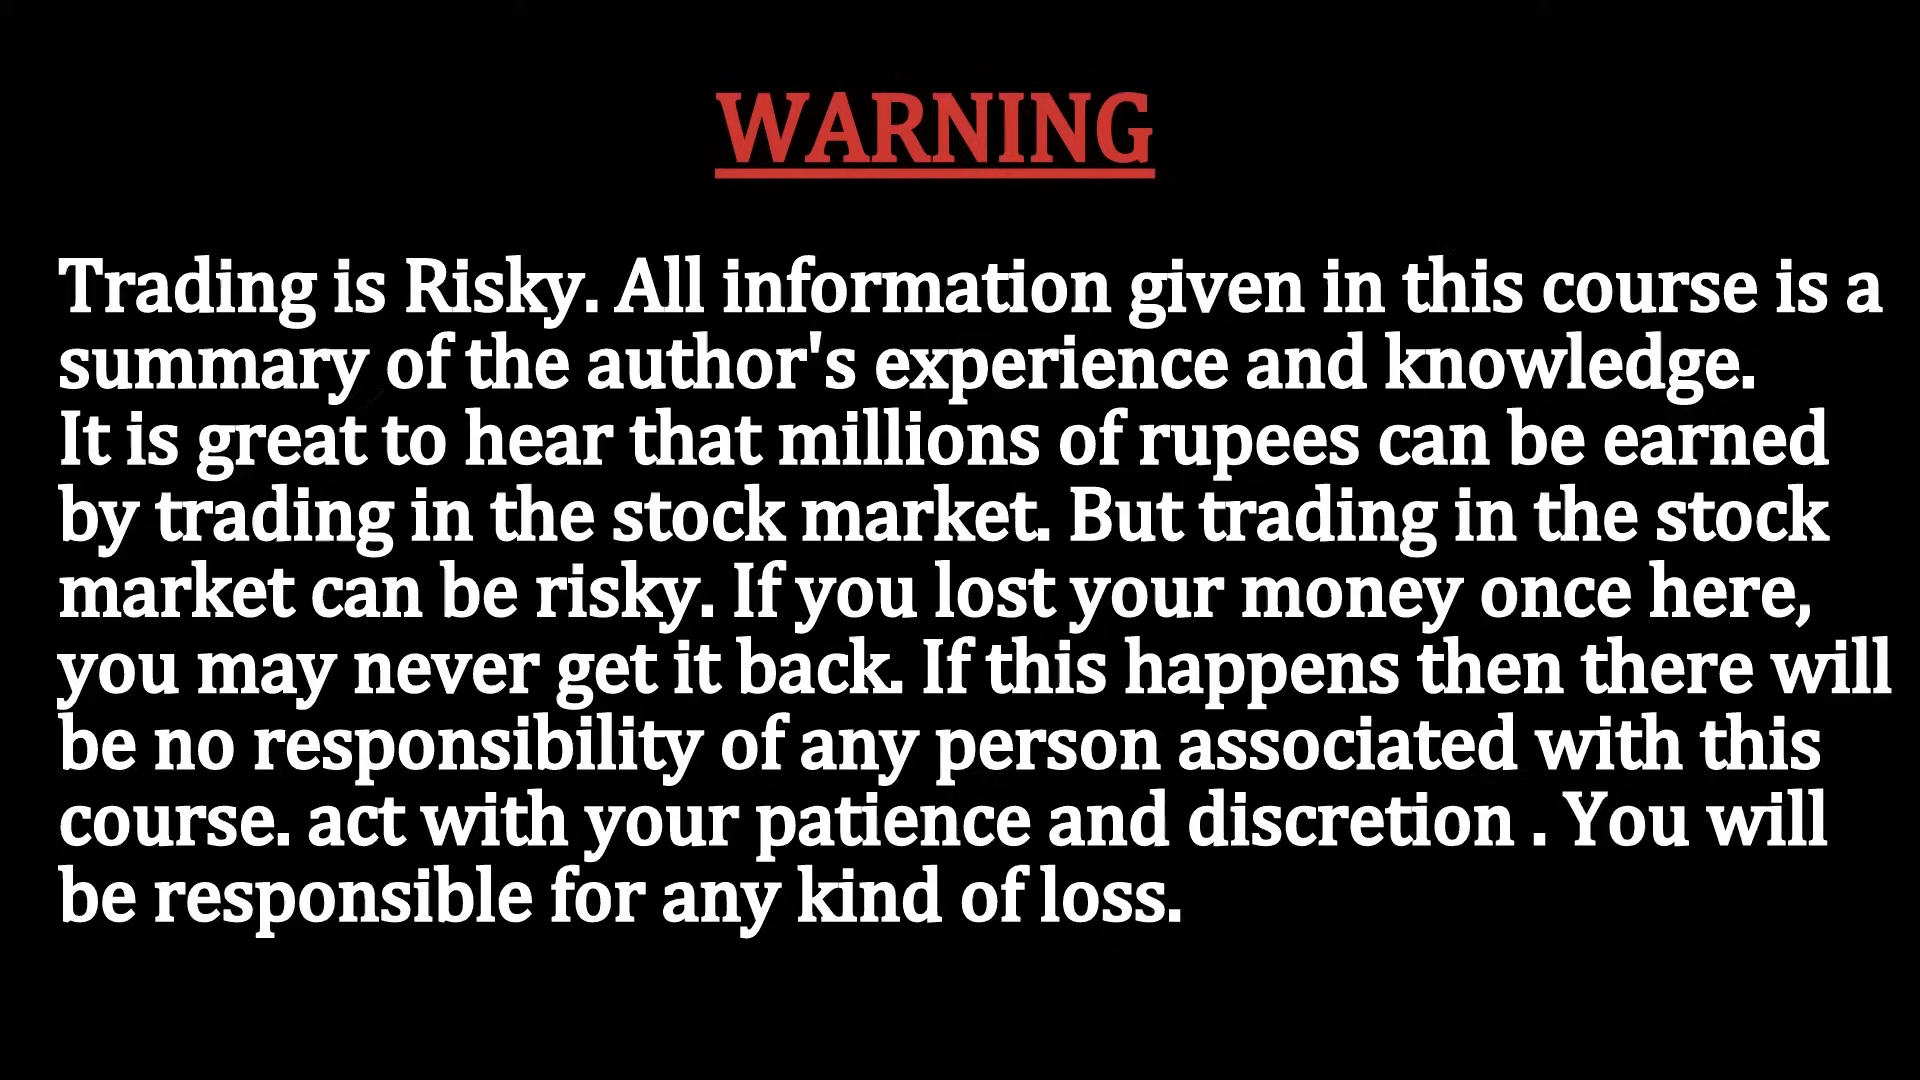 WARNING
Trading is Risky. All information given in this course is a
summary of the author's experience and knowledge.
It is great to hear that millions of rupees can be earned
by trading in the stock market. But trading in the stock
market can be risky. If you lost your money once here,
you may never get it back. If this happens then there will
be no responsibility of any person associated with this
course. act with your patience and discretion . You will
be responsible for any kind of loss.